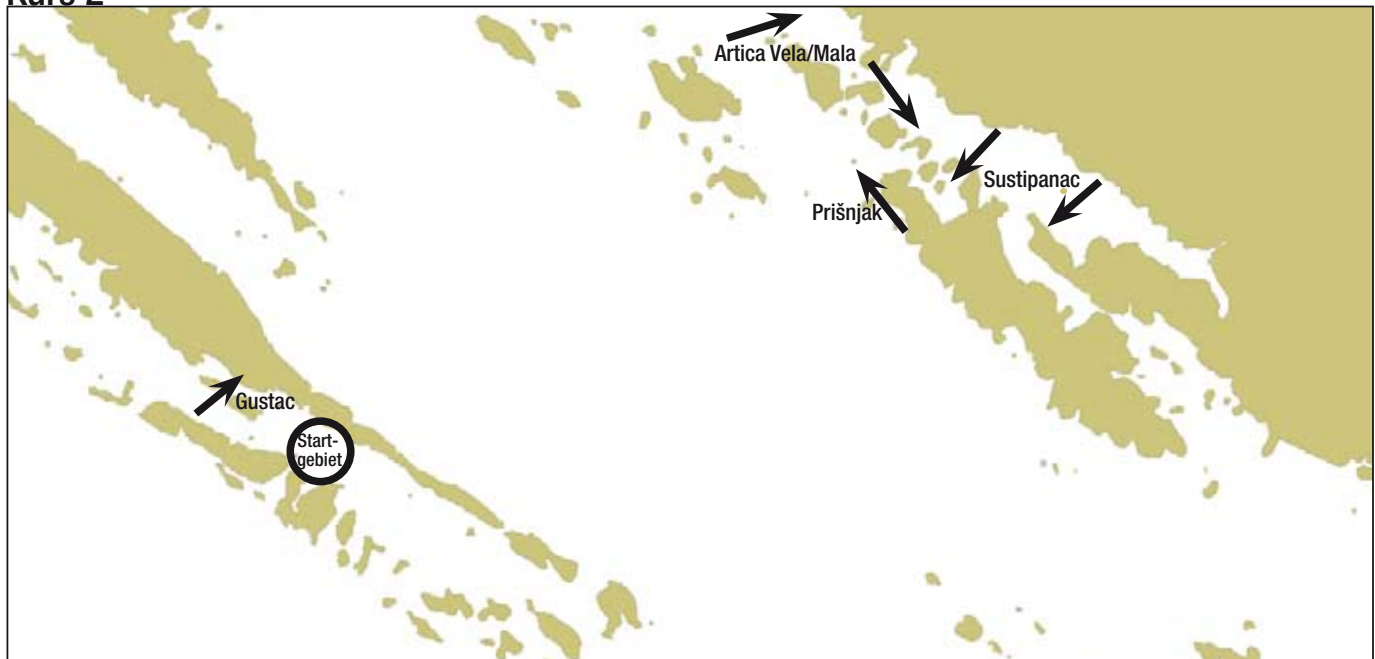 Kurs 2
Artica Vela/Mala
Sustipanac
Prišnjak
Gustac
Start-
gebiet